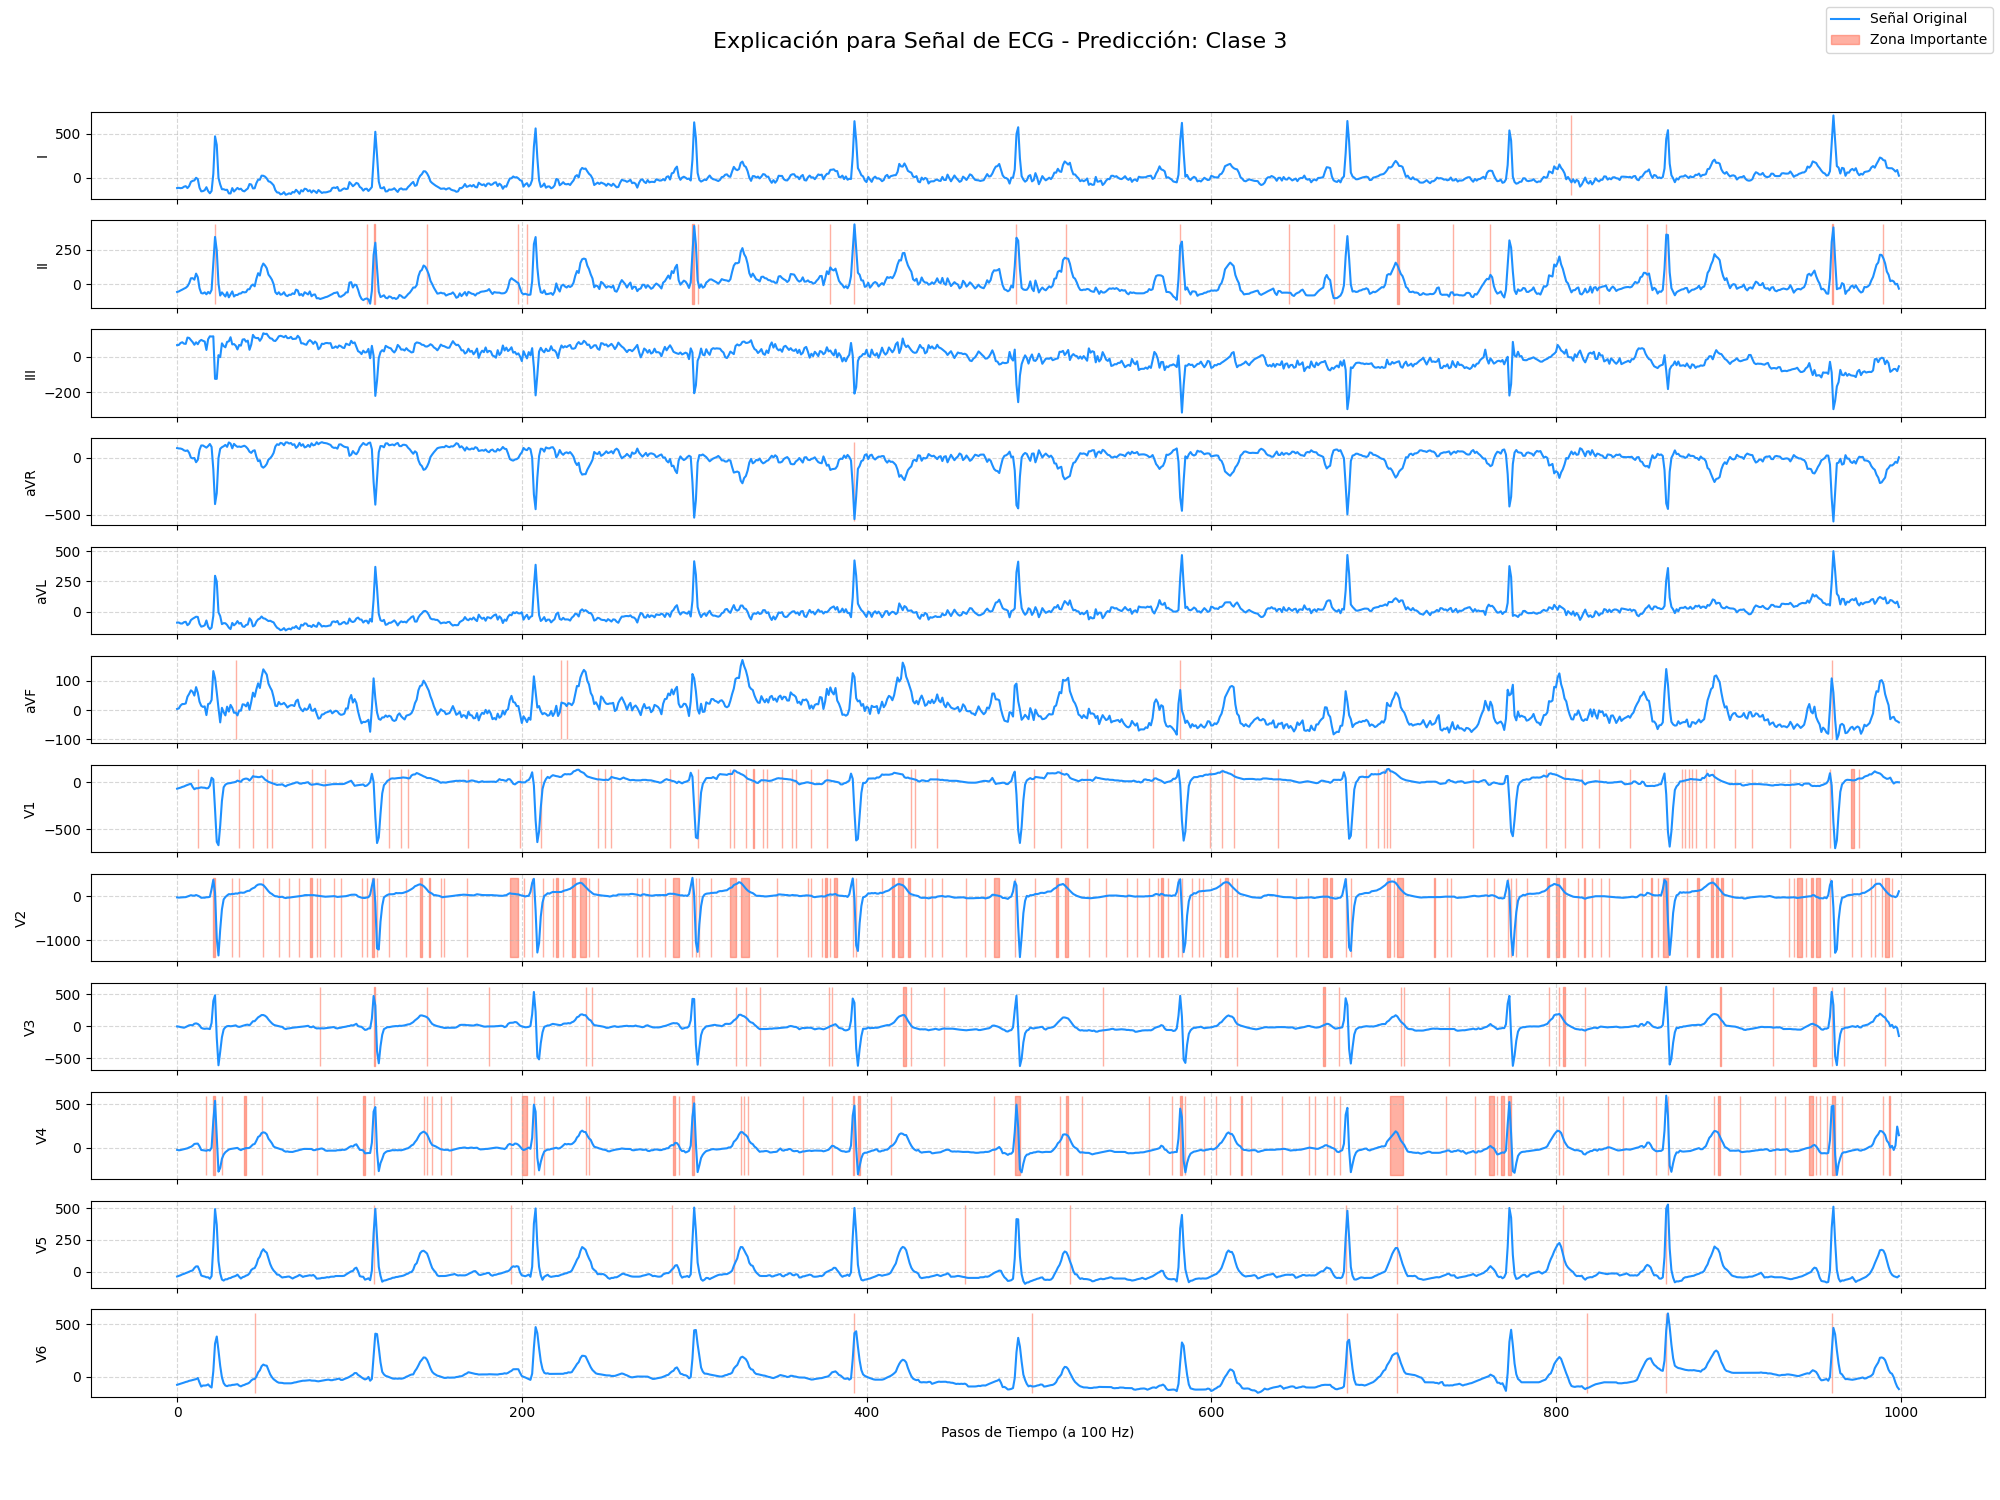 Explicación para Señal de ECG - Predicción: Clase 3
Señal Original
Zona Importante
I
500
0
II
250
0
III
0
−200
aVR
0
−500
aVL
500
250
0
aVF
100
0
−100
V1
0
−500
V2
0
−1000
V3
500
0
−500
V4
500
0
V5
500
250
0
V6
500
0
0 200 400 600 800 1000
Pasos de Tiempo (a 100 Hz)